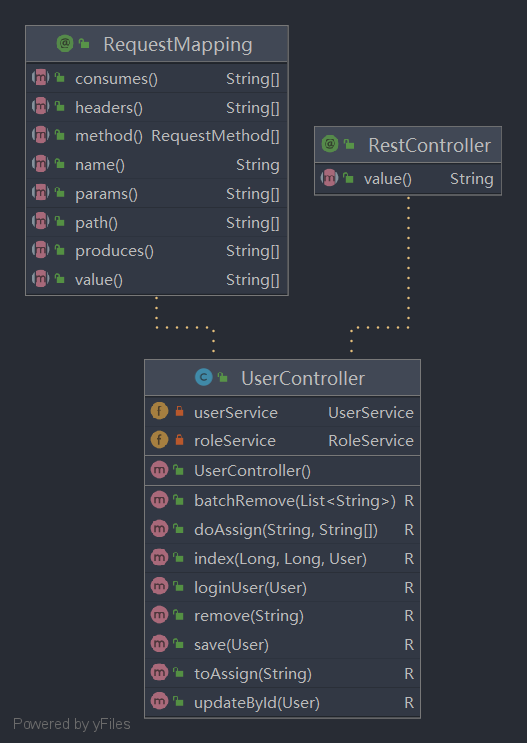 RequestMapping
consumes() String[]
headers() String[]
method() RequestMethod[]
name() String
params() String[]
path() String[]
produces() String[]
value() String[]
RestController
value() String
UserController
userService UserService
roleService RoleService
UserController()
batchRemove(List<String>) R
doAssign(String, String[]) R
index(Long, Long, User) R
loginUser(User) R
remove(String) R
save(User) R
toAssign(String) R
updateById(User) R
Powered by yFiles